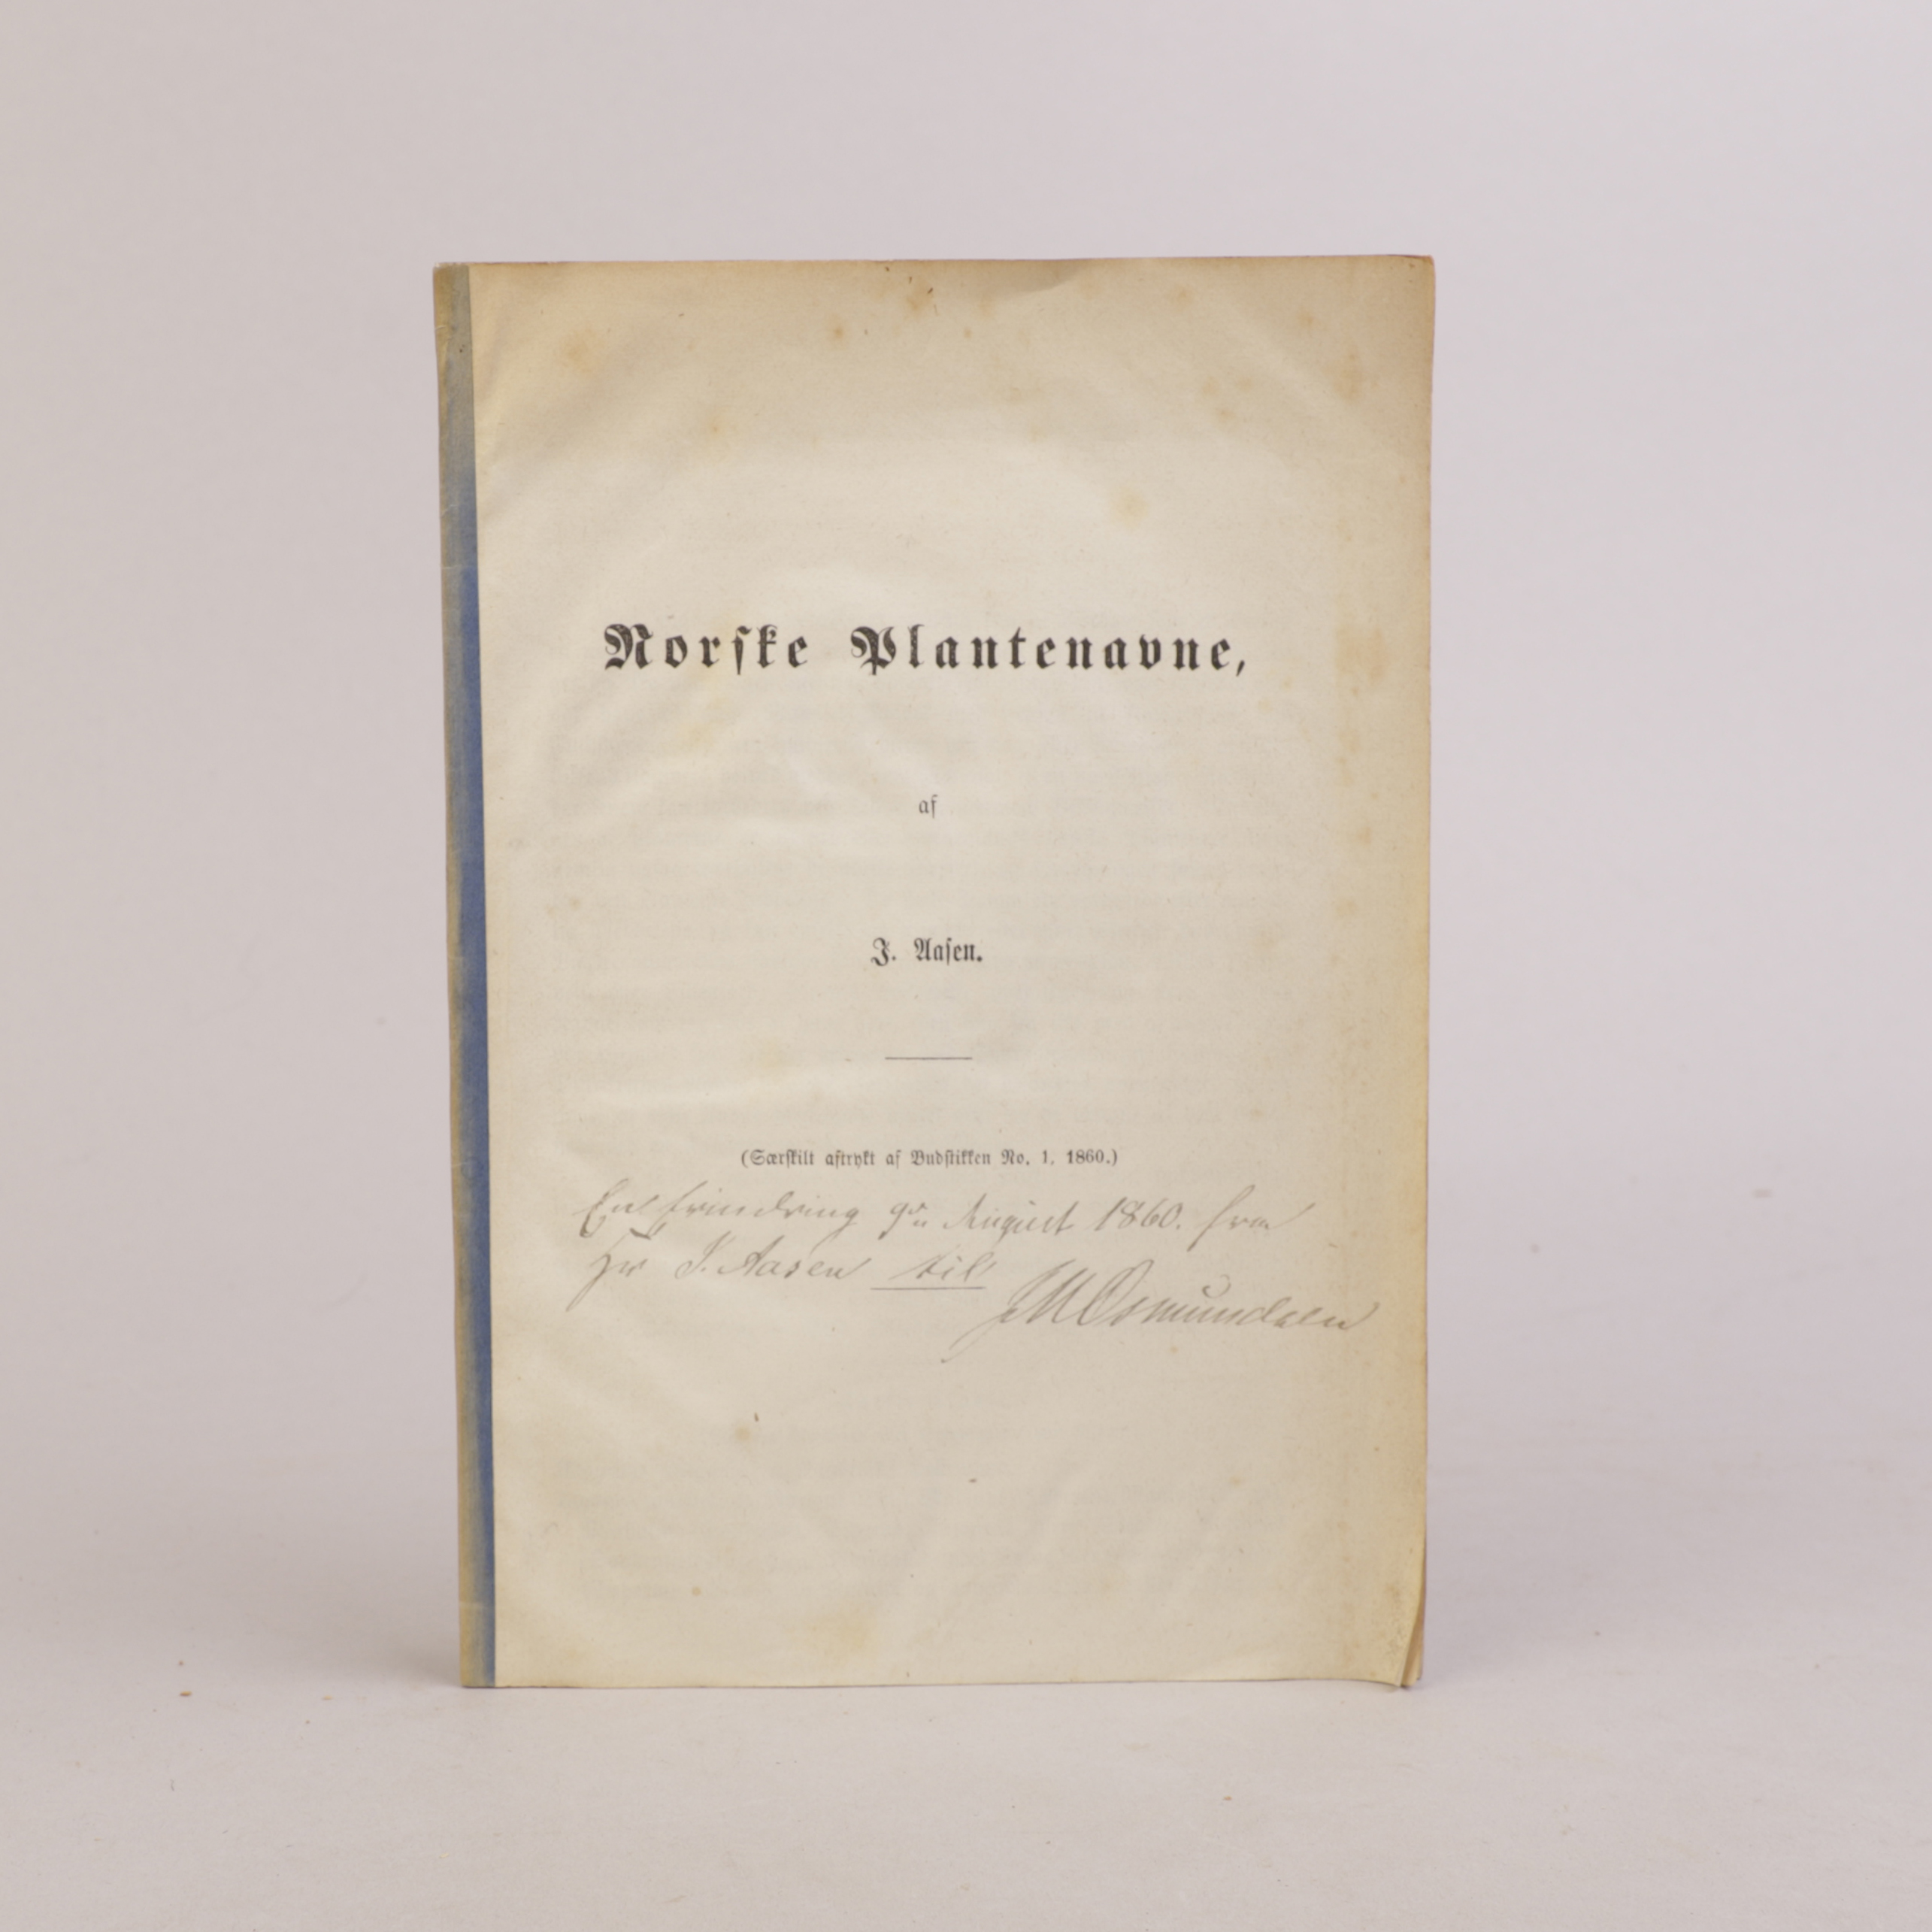 Norske Plantenavne,
af
J. Aasen.
(Særskilt aftrykt af Budstikken No. 1, 1860.)
En Erindring 9de August 1860. fra
Hr J. Aasen til
JMOsmundsen